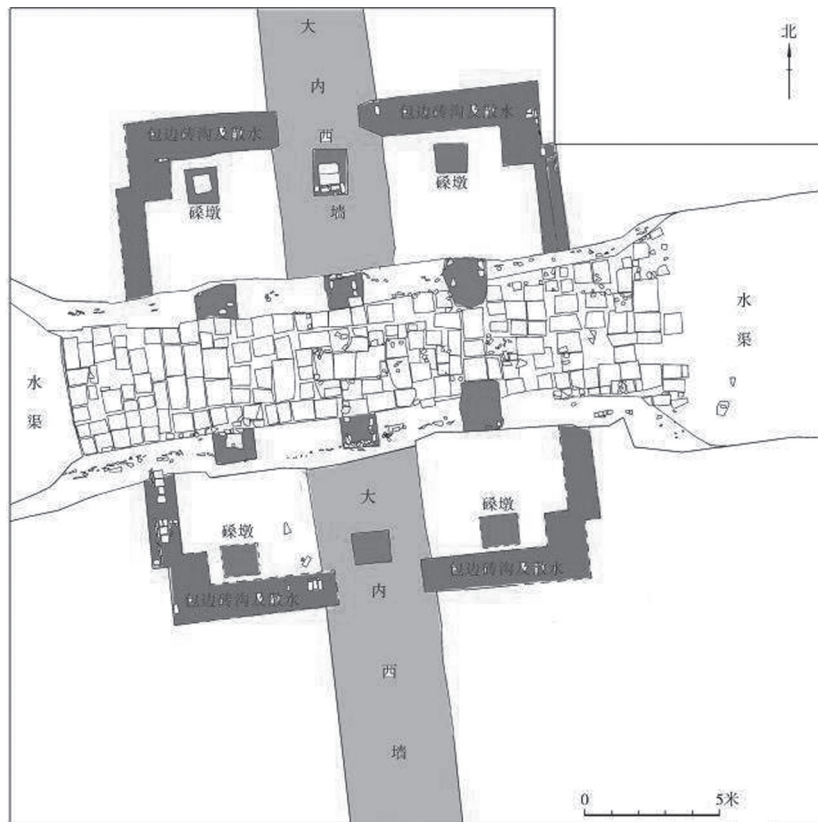 北
大内西墙
包边砖沟及散水
包边砖沟及散水
磉墩
磉墩
水渠
水渠
大内西墙
磉墩
磉墩
包边砖沟及散水
包边砖沟及散水
0 5米